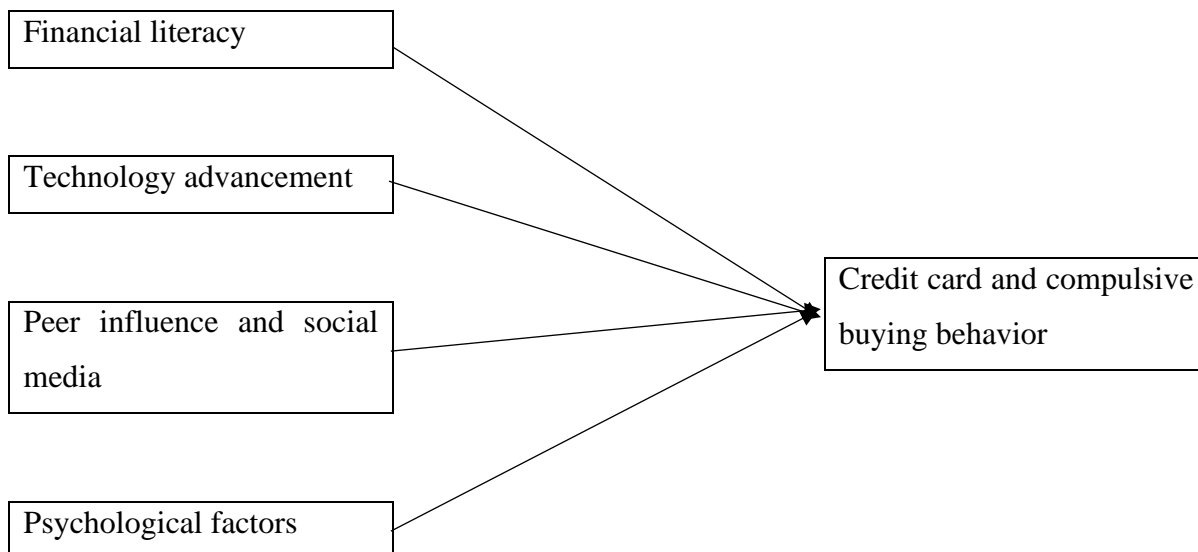 Financial literacy
Technology advancement
Peer influence and social
media
Credit card and compulsive
buying behavior
Psychological factors